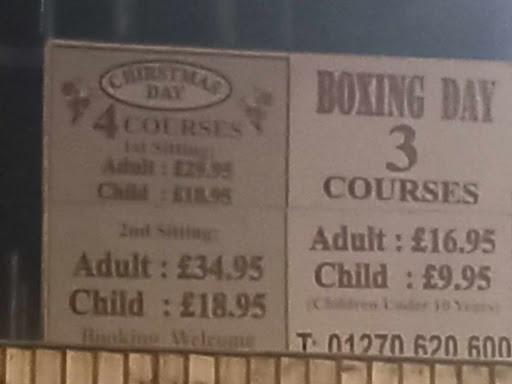 CHIRSTMAS
DAY
4 COURSES
1st Sitting:
Adult : £29.95
Child : £18.95
2nd Sitting:
Adult : £34.95
Child : £18.95
Booking Welcome
BOXING DAY
3
COURSES
Adult : £16.95
Child : £9.95
(Children Under 10 Years)
T: 01270 620 600